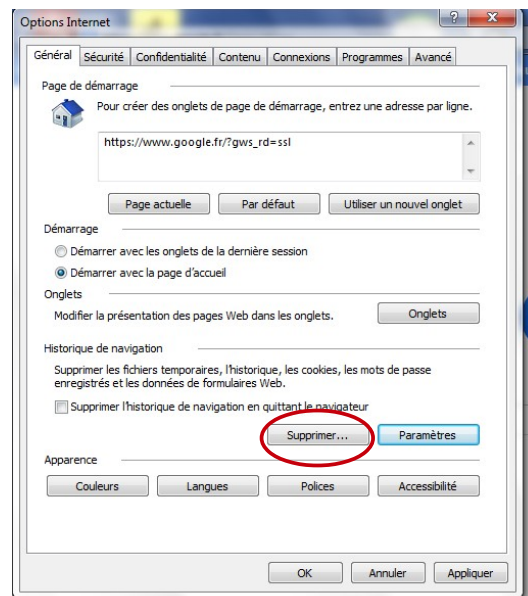 Options Internet
?
X
Général Sécurité Confidentialité Contenu Connexions Programmes Avancé
Page de démarrage
Pour créer des onglets de page de démarrage, entrez une adresse par ligne.
https://www.google.fr/?gws_rd=ssl
Page actuelle Par défaut Utiliser un nouvel onglet
Démarrage
Démarrer avec les onglets de la dernière session
Démarrer avec la page d'accueil
Onglets
Modifier la présentation des pages Web dans les onglets. Onglets
Historique de navigation
Supprimer les fichiers temporaires, l'historique, les cookies, les mots de passe
enregistrés et les données de formulaires Web.
Supprimer l'historique de navigation en quittant le navigateur
Supprimer... Paramètres
Apparence
Couleurs Langues Polices Accessibilité
OK Annuler Appliquer